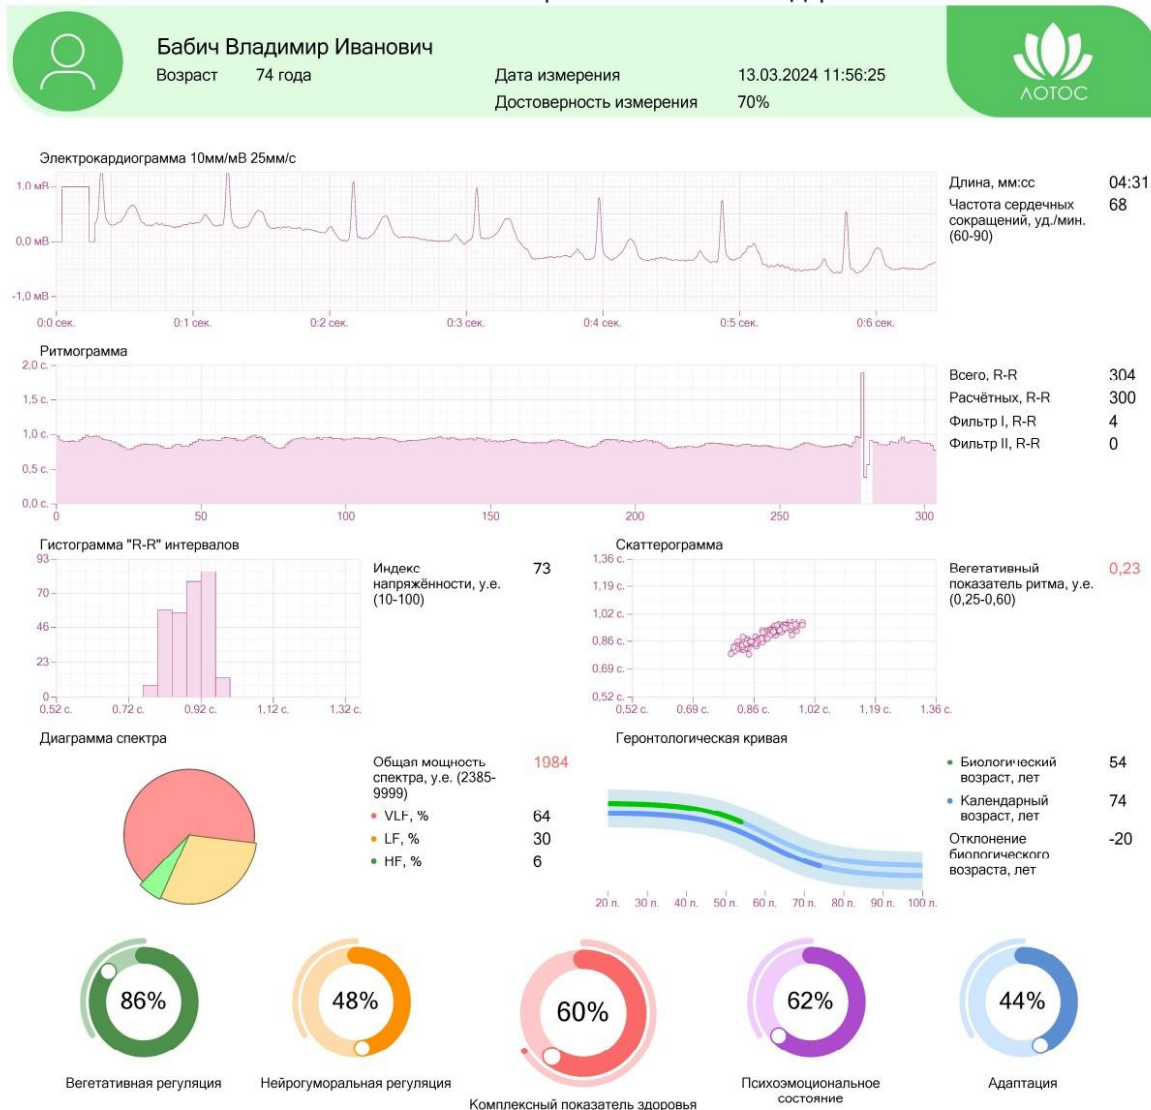 Бабич Владимир Иванович
Возраст 74 года
Дата измерения 13.03.2024 11:56:25
Достоверность измерения 70%
ЛОТОС
Электрокардиограмма 10мм/мВ 25мм/с
1,0 мВ
0,0 мВ
-1,0 мВ
0:0 сек. 0:1 сек. 0:2 сек. 0:3 сек. 0:4 сек. 0:5 сек. 0:6 сек.
Длина, мм:сс 04:31
Частота сердечных 68
сокращений, уд./мин.
(60-90)
Ритмограмма
2,0 с.
1,5 с.
1,0 с.
0,5 с.
0,0 с.
0 50 100 150 200 250 300
Всего, R-R 304
Расчётных, R-R 300
Фильтр I, R-R 4
Фильтр II, R-R 0
Гистограмма "R-R" интервалов
93
70
46
23
0
0,52 с. 0,72 с. 0,92 с. 1,12 с. 1,32 с.
Индекс 73
напряжённости, у.е.
(10-100)
Скаттерограмма
1,36 с.
1,19 с.
1,02 с.
0,86 с.
0,69 с.
0,52 с.
0,52 с. 0,69 с. 0,86 с. 1,02 с. 1,19 с. 1,36 с.
Вегетативный 0,23
показатель ритма, у.е.
(0,25-0,60)
Диаграмма спектра
Общая мощность 1984
спектра, у.е. (2385-
9999)
VLF, % 64
LF, % 30
HF, % 6
Геронтологическая кривая
20 л. 30 л. 40 л. 50 л. 60 л. 70 л. 80 л. 90 л. 100 л.
Биологический 54
возраст, лет
Календарный 74
возраст, лет
Отклонение -20
биологического
возраста, лет
86%
48%
60%
62%
44%
Вегетативная регуляция
Нейрогуморальная регуляция
Комплексный показатель здоровья
Психоэмоциональное
состояние
Адаптация